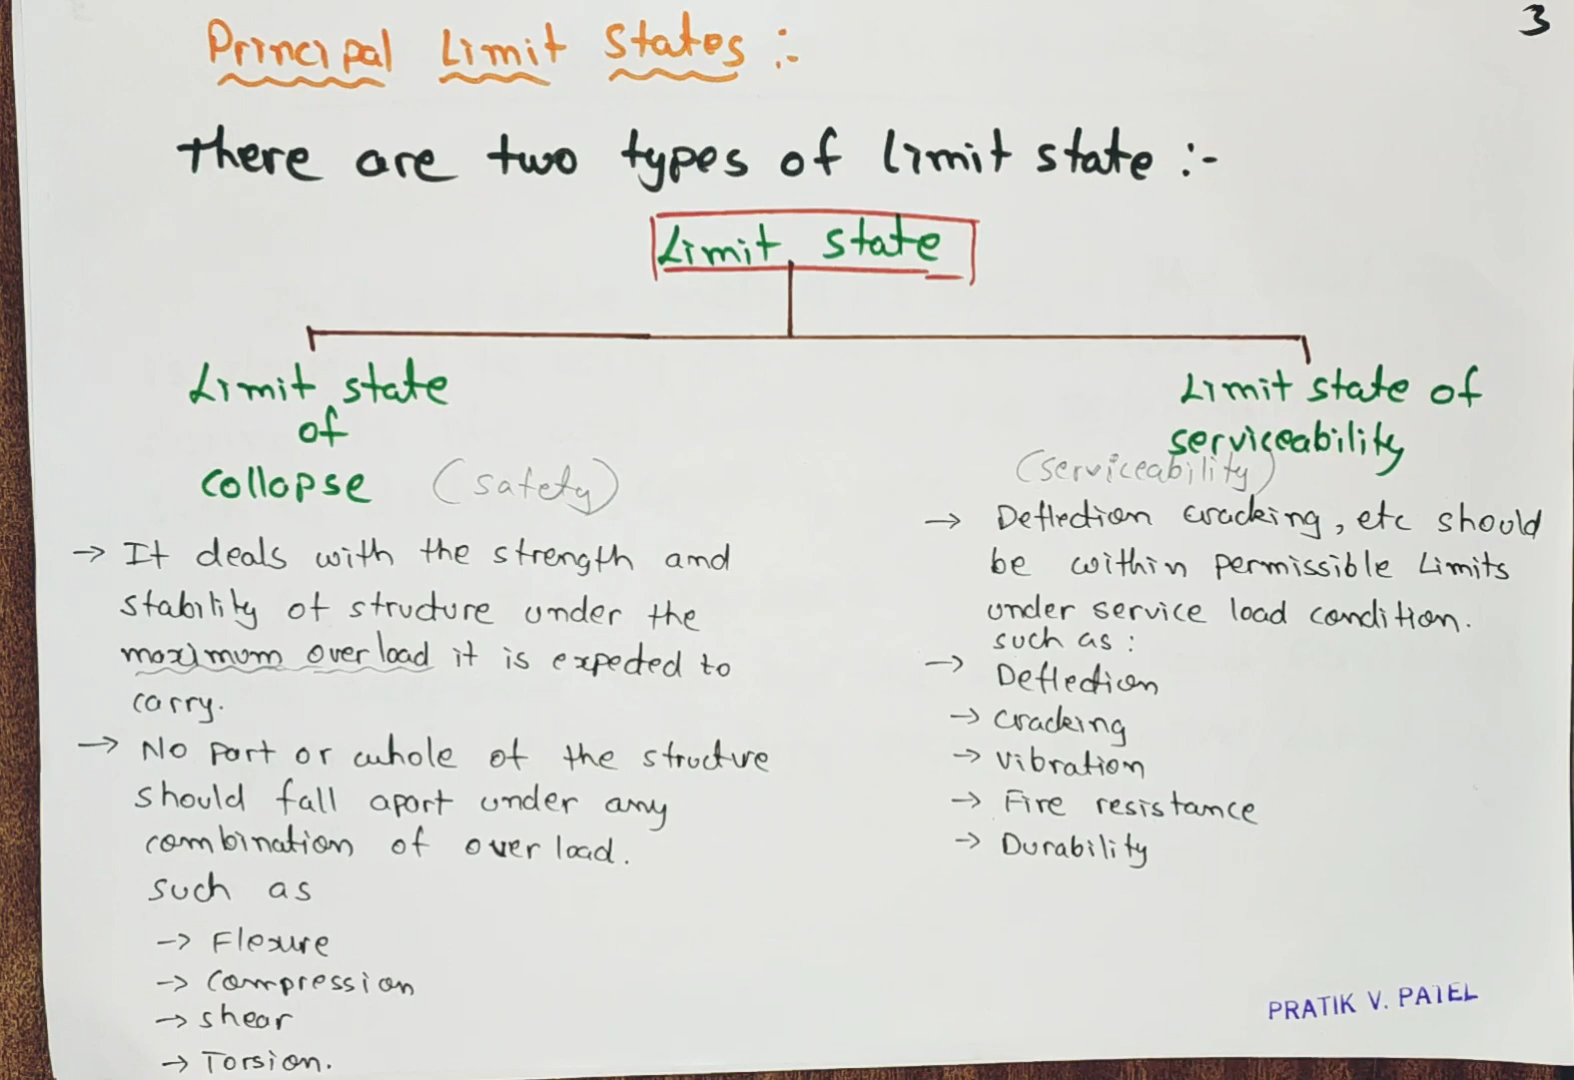 3
Principal Limit States :-
There are two types of limit state :-
Limit state
Limit state
of
collapse (safety)
→ It deals with the strength and
stability of structure under the
maximum over load it is expected to
carry.
→ No part or whole of the structure
should fall apart under any
combination of over load.
such as
→ Flexure
→ Compression
→ shear
→ Torsion.
Limit state of
serviceability
(serviceability)
→ Deflection cracking, etc should
be within permissible Limits
under service load condition.
such as :
→ Deflection
→ cracking
→ vibration
→ Fire resistance
→ Durability
PRATIK V. PATEL